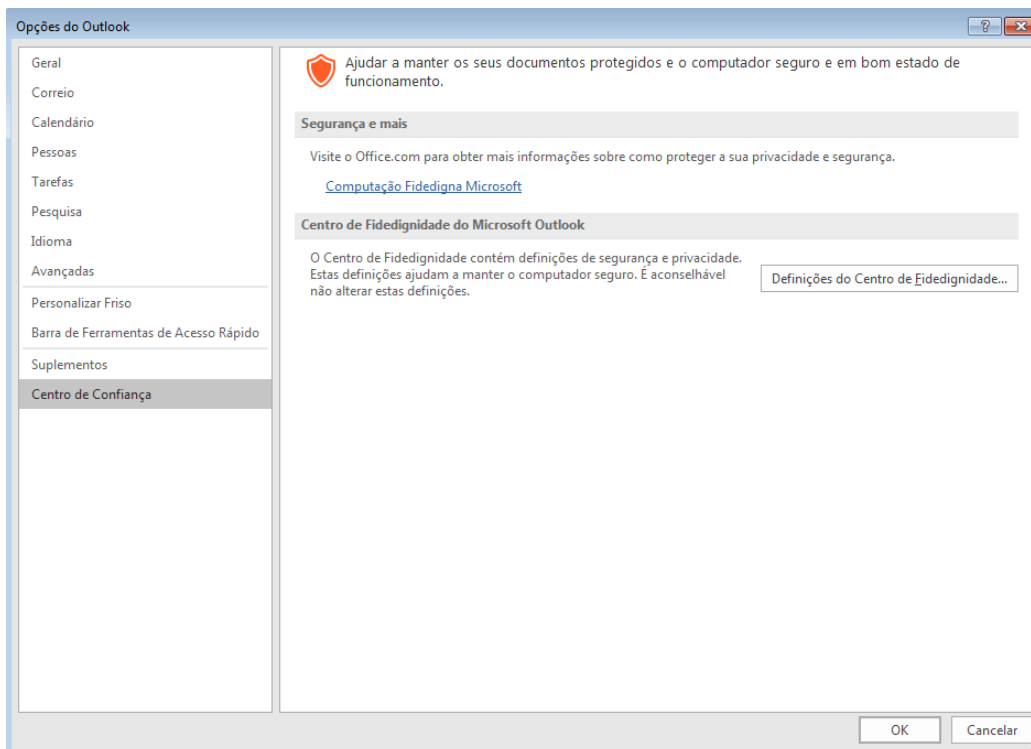 Opções do Outlook
Geral
Correio
Calendário
Pessoas
Tarefas
Pesquisa
Idioma
Avançadas
Personalizar Friso
Barra de Ferramentas de Acesso Rápido
Suplementos
Centro de Confiança
Ajudar a manter os seus documentos protegidos e o computador seguro e em bom estado de
funcionamento.
Segurança e mais
Visite o Office.com para obter mais informações sobre como proteger a sua privacidade e segurança.
Computação Fidedigna Microsoft
Centro de Fidedignidade do Microsoft Outlook
O Centro de Fidedignidade contém definições de segurança e privacidade.
Estas definições ajudam a manter o computador seguro. É aconselhável
não alterar estas definições.
Definições do Centro de Fidedignidade...
OK
Cancelar